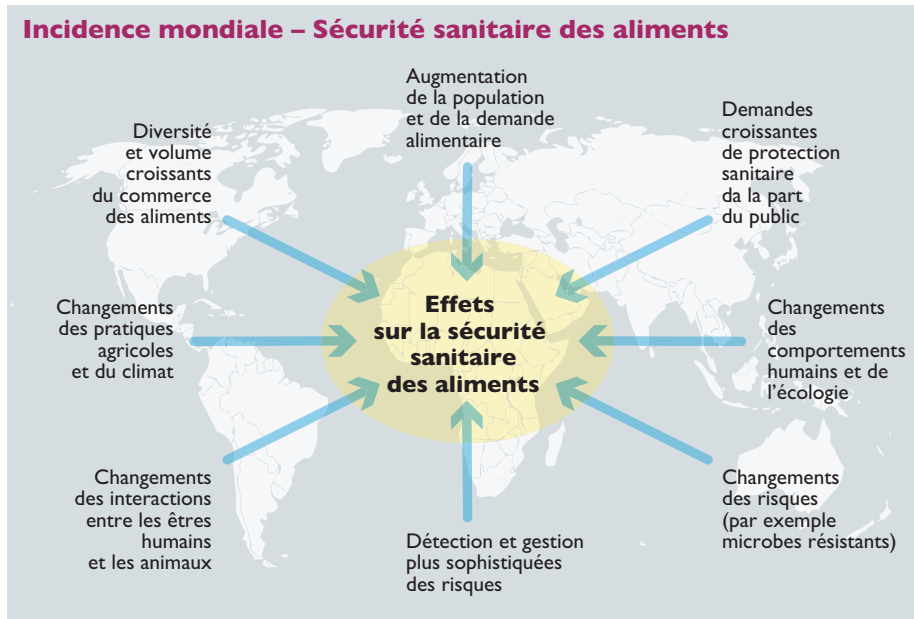 Incidence mondiale – Sécurité sanitaire des aliments
Augmentation
de la population
et de la demande
alimentaire
Diversité
et volume
croissants
du commerce
des aliments
Demandes
croissantes
de protection
sanitaire
da la part
du public
Changements
des pratiques
agricoles
et du climat
Effets
sur la sécurité
sanitaire
des aliments
Changements
des
comportements
humains et de
l'écologie
Changements
des interactions
entre les êtres
humains
et les animaux
Détection et gestion
plus sophistiquées
des risques
Changements
des risques
(par exemple
microbes résistants)